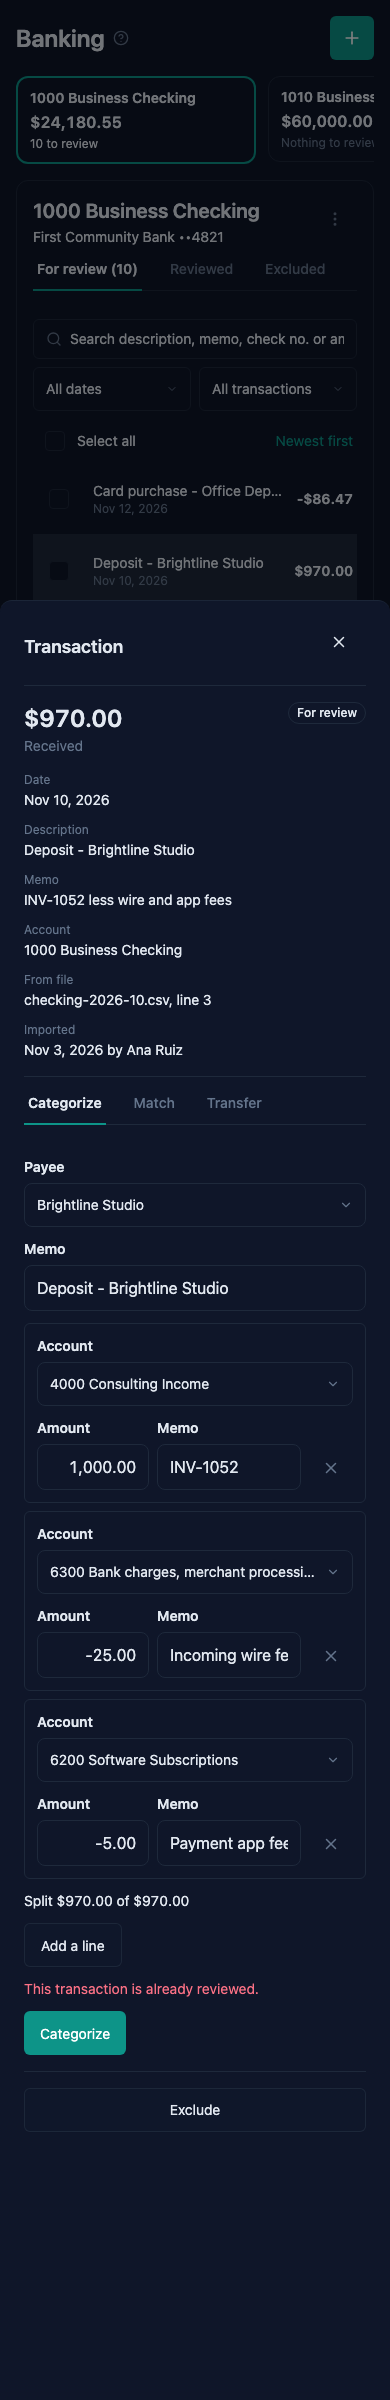 Banking
1000 Business Checking
$24,180.55
10 to review
1010 Business
$60,000.00
Nothing to review
1000 Business Checking
First Community Bank ••4821
For review (10)
Reviewed
Excluded
Search description, memo, check no. or an
All dates
All transactions
Select all
Newest first
Card purchase - Office Dep...
-$86.47
Nov 12, 2026
Deposit - Brightline Studio
$970.00
Nov 10, 2026
Transaction
$970.00
For review
Received
Date
Nov 10, 2026
Description
Deposit - Brightline Studio
Memo
INV-1052 less wire and app fees
Account
1000 Business Checking
From file
checking-2026-10.csv, line 3
Imported
Nov 3, 2026 by Ana Ruiz
Categorize
Match
Transfer
Payee
Brightline Studio
Memo
Deposit - Brightline Studio
Account
4000 Consulting Income
Amount
Memo
1,000.00
INV-1052
Account
6300 Bank charges, merchant processi...
Amount
Memo
-25.00
Incoming wire fe
Account
6200 Software Subscriptions
Amount
Memo
-5.00
Payment app fee
Split $970.00 of $970.00
Add a line
This transaction is already reviewed.
Categorize
Exclude